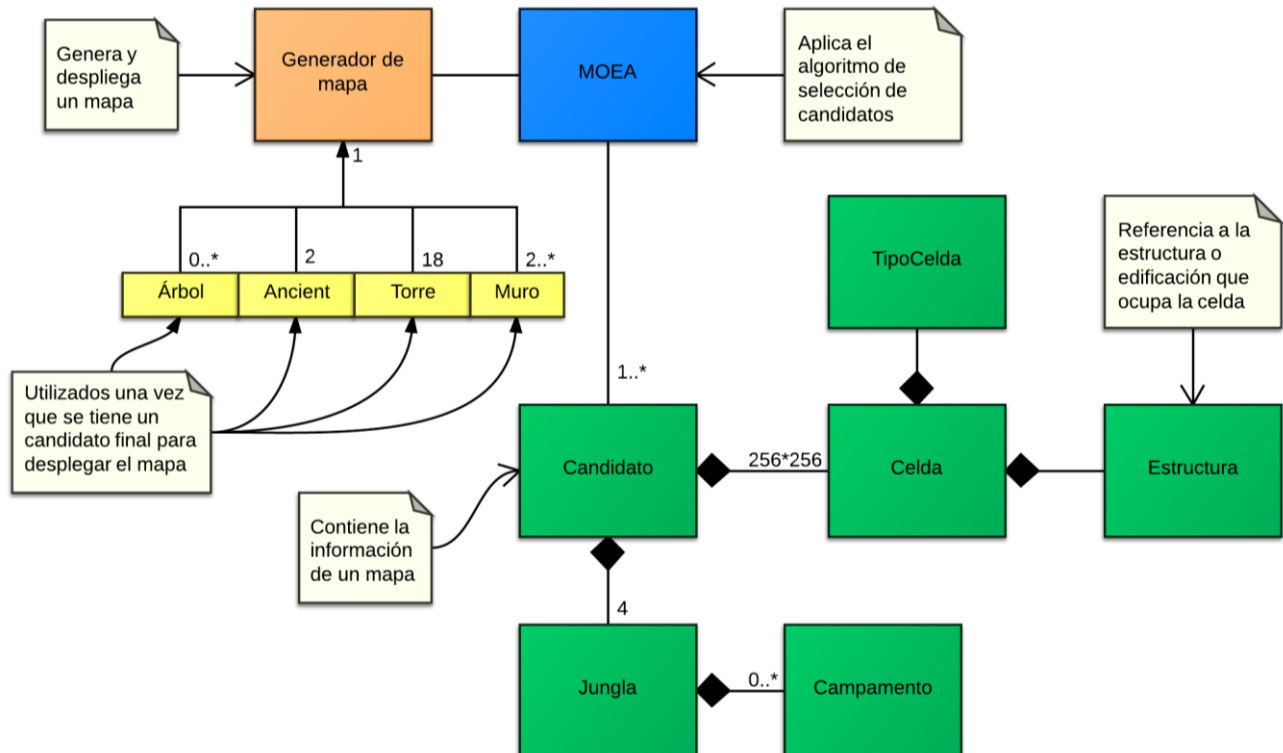 Genera y
despliega
un mapa
Generador de
mapa
MOEA
Aplica el
algoritmo de
selección de
candidatos
1
0..*
2
18
2..*
Árbol
Ancient
Torre
Muro
TipoCelda
Referencia a la
estructura o
edificación que
ocupa la celda
Utilizados una vez
que se tiene un
candidato final para
desplegar el mapa
1..*
Candidato
256*256
Celda
Estructura
Contiene la
información
de un mapa
4
Jungla
0..*
Campamento